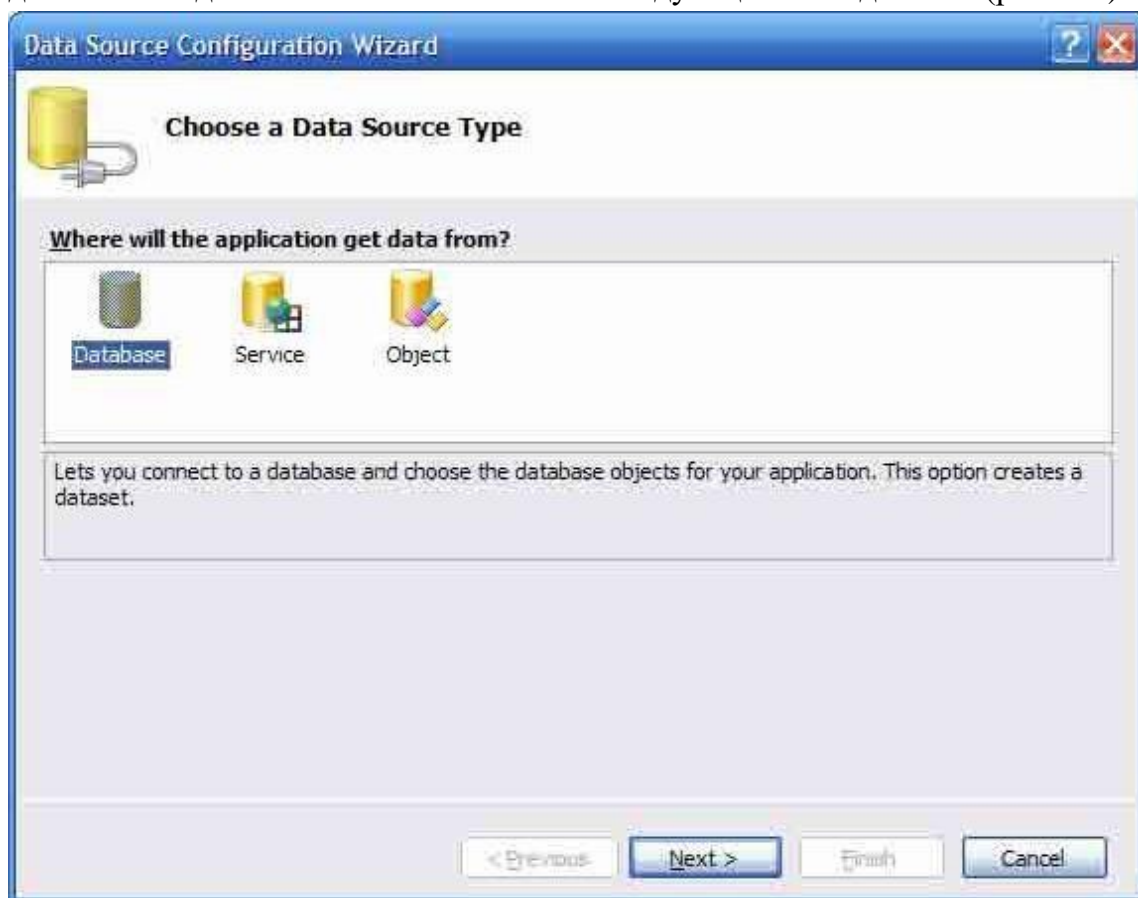 Data Source Configuration Wizard
Choose a Data Source Type
Where will the application get data from?
Database Service Object
Lets you connect to a database and choose the database objects for your application. This option creates a
dataset.
< Previous Next > Finish Cancel